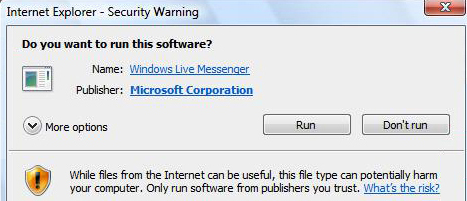 Internet Explorer - Security Warning
Do you want to run this software?
Name: Windows Live Messenger
Publisher: Microsoft Corporation
More options
Run
Don't run
While files from the Internet can be useful, this file type can potentially harm
your computer. Only run software from publishers you trust. What's the risk?